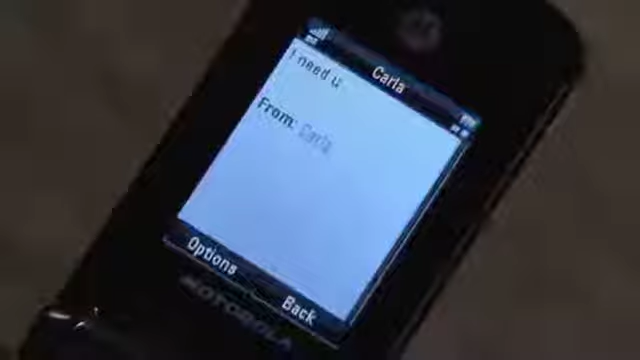 Carla
I need u
From: Carla
Options
Back
MOTOROLA